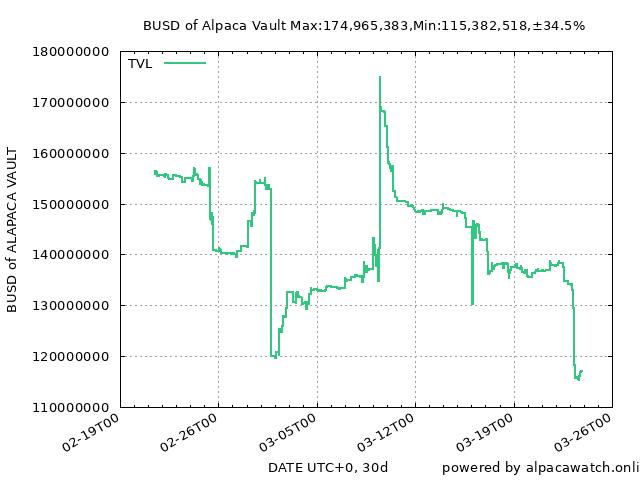 BUSD of Alpaca Vault Max:174,965,383,Min:115,382,518,±34.5%
TVL
180000000
170000000
160000000
150000000
140000000
130000000
120000000
110000000
BUSD of ALAPACA VAULT
02-19T00
02-26T00
03-05T00
03-12T00
03-19T00
03-26T00
DATE UTC+0, 30d
powered by alpacawatch.onli